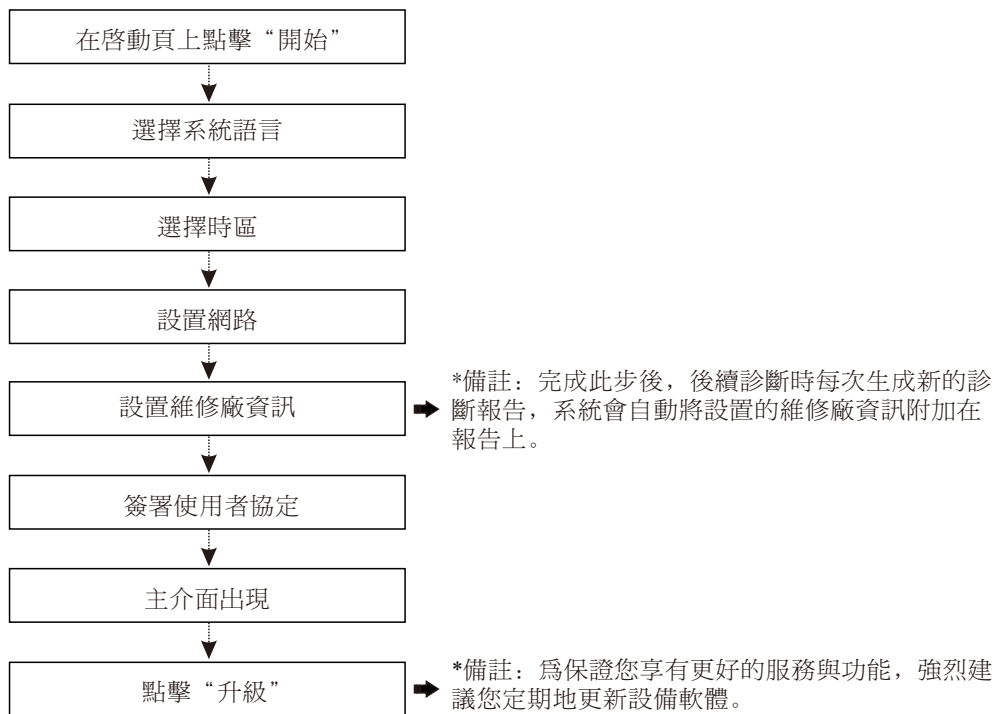 在啓動頁上點擊“開始”
選擇系統語言
選擇時區
設置網路
設置維修廠資訊
*備註：完成此步後，後續診斷時每次生成新的診
斷報告，系統會自動將設置的維修廠資訊附加在
報告上。
簽署使用者協定
主介面出現
點擊“升級”
*備註：爲保證您享有更好的服務與功能，強烈建
議您定期地更新設備軟體。